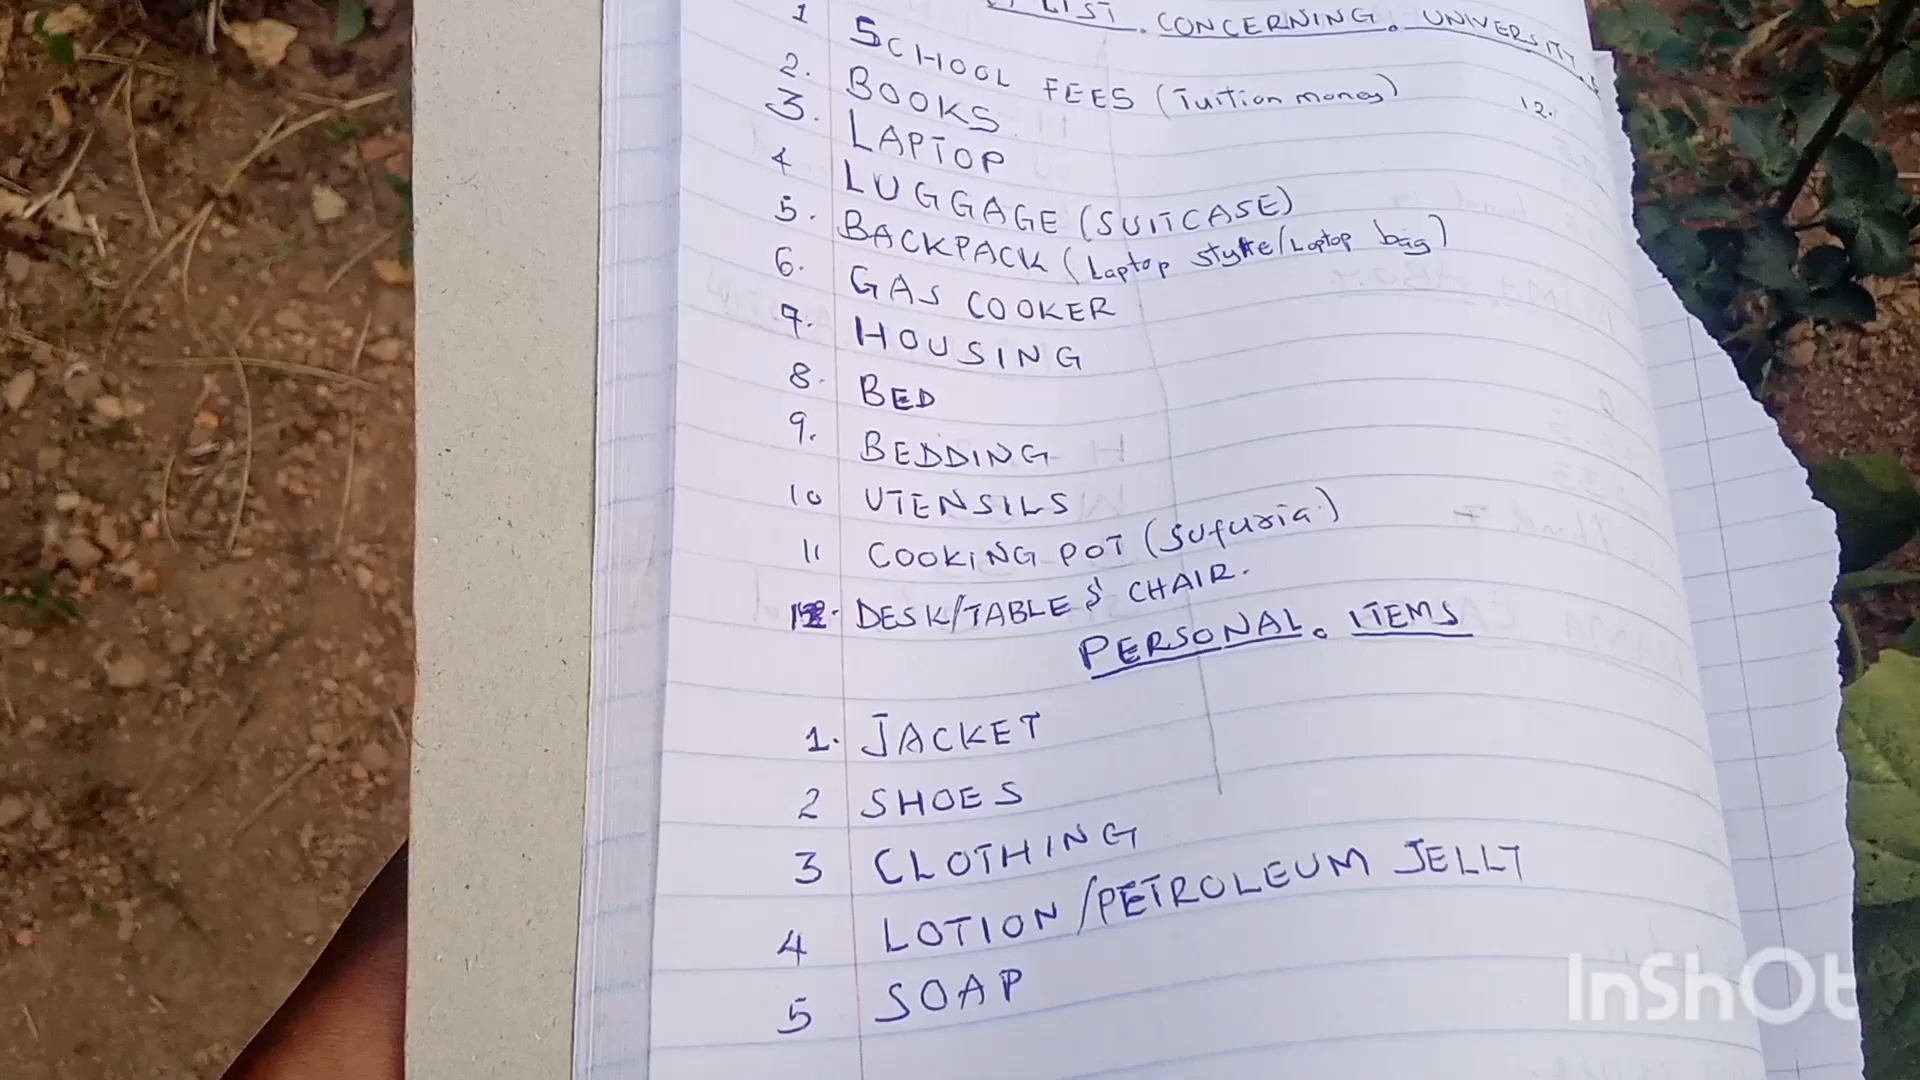 LIST. CONCERNING. UNIVERSITY.
1 SCHOOL FEES (Tuition money)
12.
2. BOOKS
3. LAPTOP
4 LUGGAGE (SUITCASE)
5. BACKPACK (Laptop style/Laptop bag)
6. GAS COOKER
7. HOUSING
8. BED
9. BEDDING
10 UTENSILS
11 COOKING POT (Sufuria)
12. DESK/TABLE & CHAIR.
PERSONAL. ITEMS
1. JACKET
2 SHOES
3 CLOTHING
4 LOTION/PETROLEUM JELLY
5 SOAP
InShOt